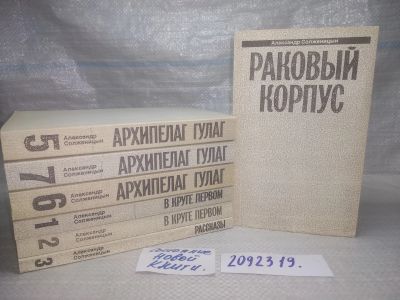 Александр Солженицын
РАКОВЫЙ
КОРПУС
5 Александр Солженицын АРХИПЕЛАГ ГУЛАГ
7 Александр Солженицын АРХИПЕЛАГ ГУЛАГ
6 Александр Солженицын АРХИПЕЛАГ ГУЛАГ
1 Александр Солженицын В КРУГЕ ПЕРВОМ
2 Александр Солженицын В КРУГЕ ПЕРВОМ
3 Александр Солженицын РАССКАЗЫ
состояние
новой
книги.
2092319.